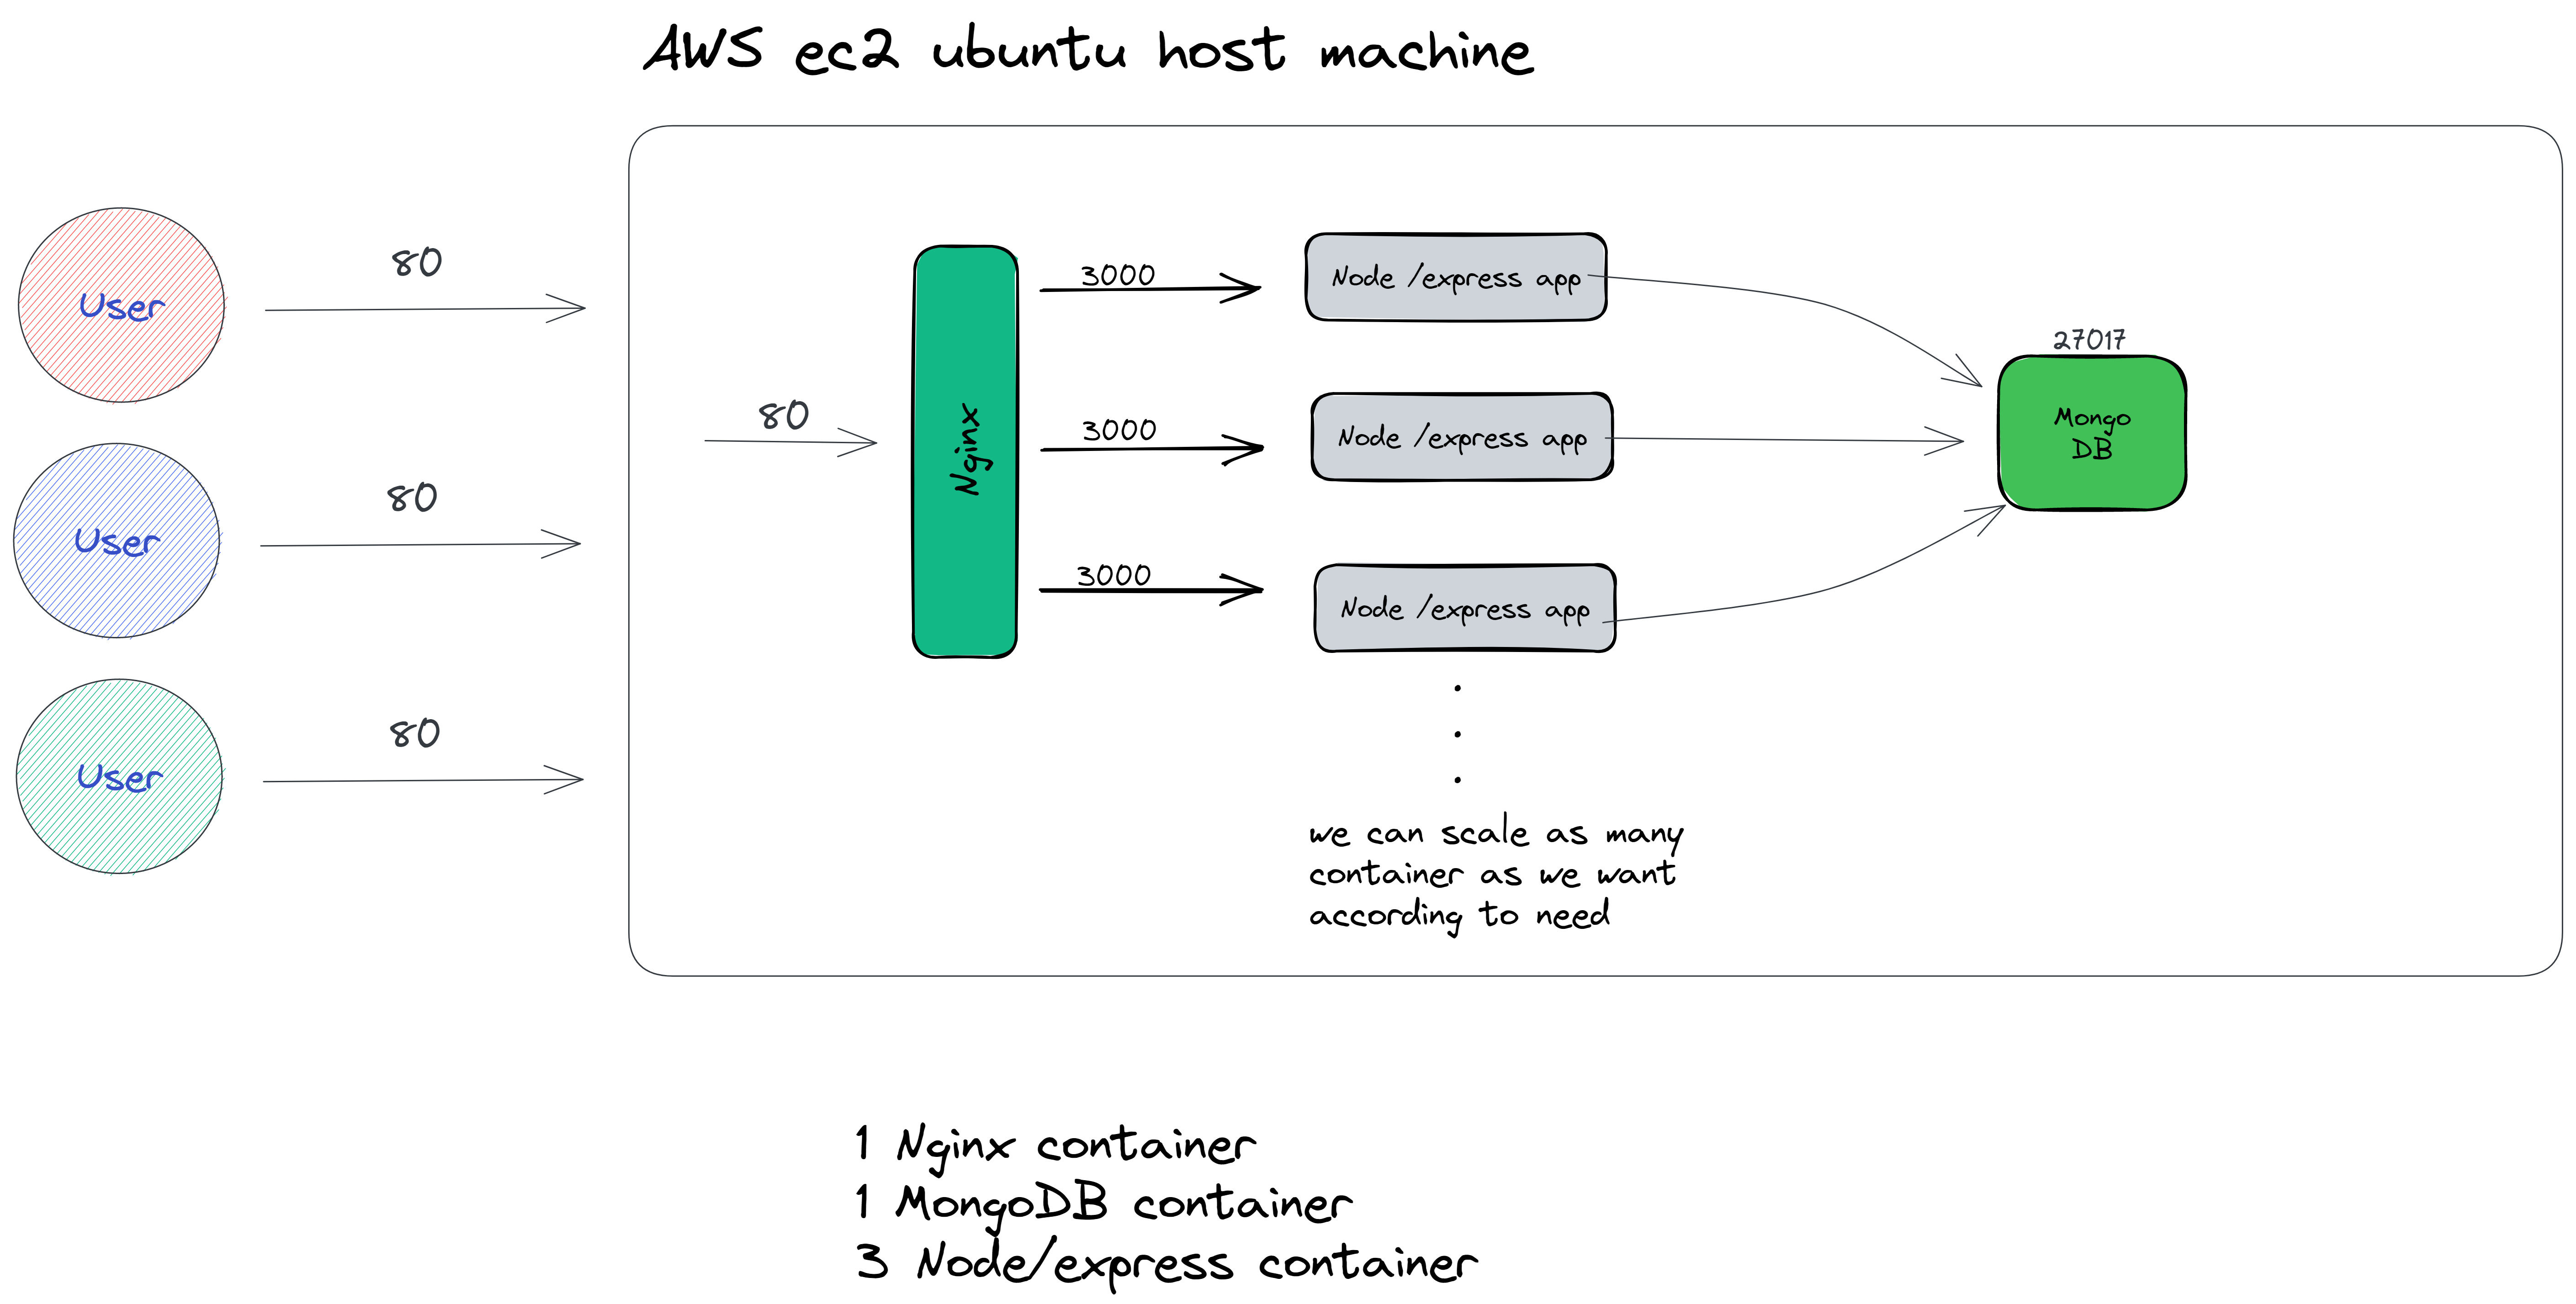 AWS ec2 ubuntu host machine
User
80
User
80
User
80
80
Nginx
3000
Node /express app
3000
Node /express app
3000
Node /express app
27017
Mongo
DB
we can scale as many
container as we want
according to need
1 Nginx container
1 MongoDB container
3 Node/express container